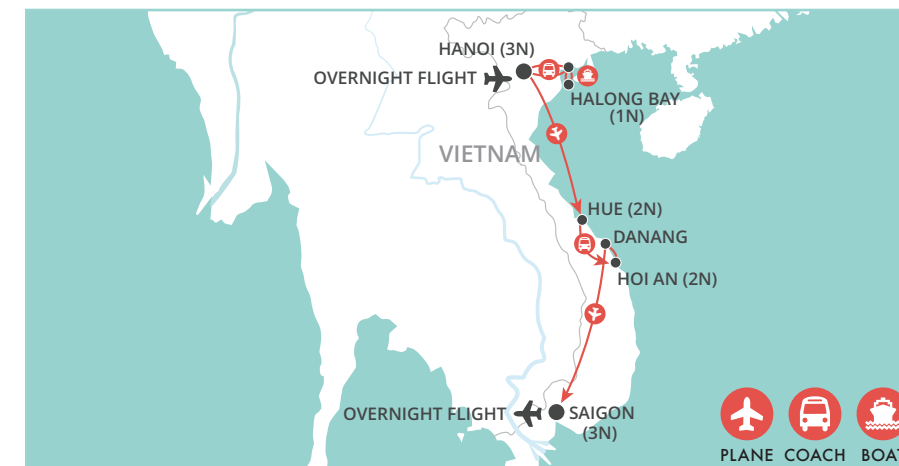 HANOI (3N)
OVERNIGHT FLIGHT
HALONG BAY
(1N)
VIETNAM
HUE (2N)
DANANG
HOI AN (2N)
OVERNIGHT FLIGHT
SAIGON
(3N)
PLANE COACH BOAT